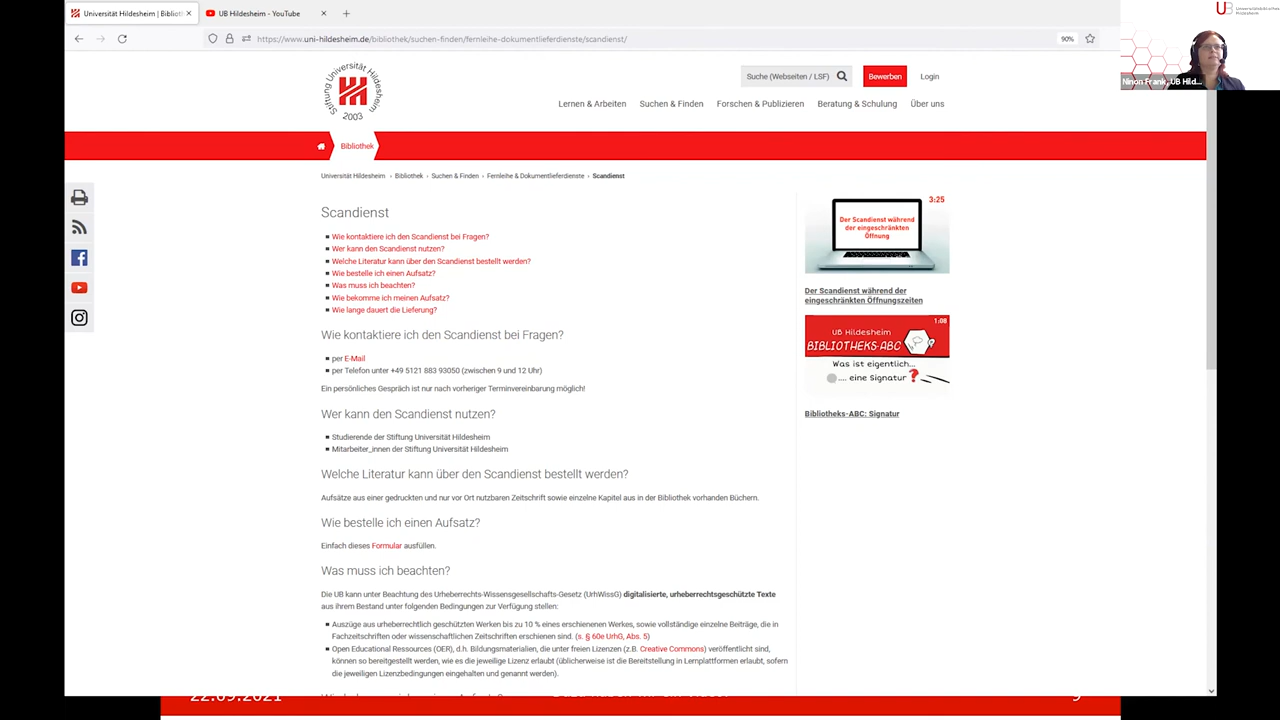 Universität Hildesheim | Bibliot
UB Hildesheim - YouTube
https://www.uni-hildesheim.de/bibliothek/suchen-finden/fernleihe-dokumentlieferdienste/scandienst/
90%
Ninon Frank, UB Hild...
Stiftung Universität Hildesheim
2003
Suche (Webseiten / LSF)
Bewerben
Login
Lernen & Arbeiten
Suchen & Finden
Forschen & Publizieren
Beratung & Schulung
Über uns
Bibliothek
Universität Hildesheim › Bibliothek › Suchen & Finden › Fernleihe & Dokumentlieferdienste › Scandienst
Scandienst
Wie kontaktiere ich den Scandienst bei Fragen?
Wer kann den Scandienst nutzen?
Welche Literatur kann über den Scandienst bestellt werden?
Wie bestelle ich einen Aufsatz?
Was muss ich beachten?
Wie bekomme ich meinen Aufsatz?
Wie lange dauert die Lieferung?
Wie kontaktiere ich den Scandienst bei Fragen?
per E-Mail
per Telefon unter +49 5121 883 93050 (zwischen 9 und 12 Uhr)
Ein persönliches Gespräch ist nur nach vorheriger Terminvereinbarung möglich!
Wer kann den Scandienst nutzen?
Studierende der Stiftung Universität Hildesheim
Mitarbeiter_innen der Stiftung Universität Hildesheim
Welche Literatur kann über den Scandienst bestellt werden?
Aufsätze aus einer gedruckten und nur vor Ort nutzbaren Zeitschrift sowie einzelne Kapitel aus in der Bibliothek vorhanden Büchern.
Wie bestelle ich einen Aufsatz?
Einfach dieses Formular ausfüllen.
Was muss ich beachten?
Die UB kann unter Beachtung des Urheberrechts-Wissensgesellschafts-Gesetz (UrhWissG) digitalisierte, urheberrechtsgeschützte Texte
aus ihrem Bestand unter folgenden Bedingungen zur Verfügung stellen:
Auszüge aus urheberrechtlich geschützten Werken bis zu 10 % eines erschienenen Werkes, sowie vollständige einzelne Beiträge, die in
Fachzeitschriften oder wissenschaftlichen Zeitschriften erschienen sind. (s. § 60e UrhG, Abs. 5)
Open Educational Ressources (OER), d.h. Bildungsmaterialien, die unter freien Lizenzen (z.B. Creative Commons) veröffentlicht sind,
können so bereitgestellt werden, wie es die jeweilige Lizenz erlaubt (üblicherweise ist die Bereitstellung in Lernplattformen erlaubt, sofern
die jeweiligen Lizenzbedingungen eingehalten und genannt werden).
3:25
Der Scandienst während
der eingeschränkten
Öffnung
Der Scandienst während der
eingeschränkten Öffnungszeiten
1:08
UB Hildesheim
BIBLIOTHEKS-ABC:
Was ist eigentlich...
.... eine Signatur ?
Bibliotheks-ABC: Signatur
22.09.2021
9